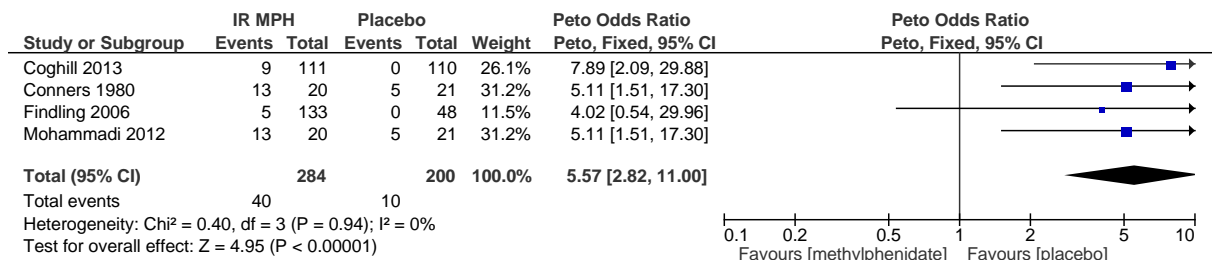 IR MPH Placebo Peto Odds Ratio Peto Odds Ratio
Study or Subgroup Events Total Events Total Weight Peto, Fixed, 95% CI Peto, Fixed, 95% CI
Coghill 2013 9 111 0 110 26.1% 7.89 [2.09, 29.88]
Conners 1980 13 20 5 21 31.2% 5.11 [1.51, 17.30]
Findling 2006 5 133 0 48 11.5% 4.02 [0.54, 29.96]
Mohammadi 2012 13 20 5 21 31.2% 5.11 [1.51, 17.30]
Total (95% CI) 284 200 100.0% 5.57 [2.82, 11.00]
Total events 40 10
Heterogeneity: Chi² = 0.40, df = 3 (P = 0.94); I² = 0%
Test for overall effect: Z = 4.95 (P < 0.00001)
0.1 0.2 0.5 1 2 5 10
Favours [methylphenidate] Favours [placebo]